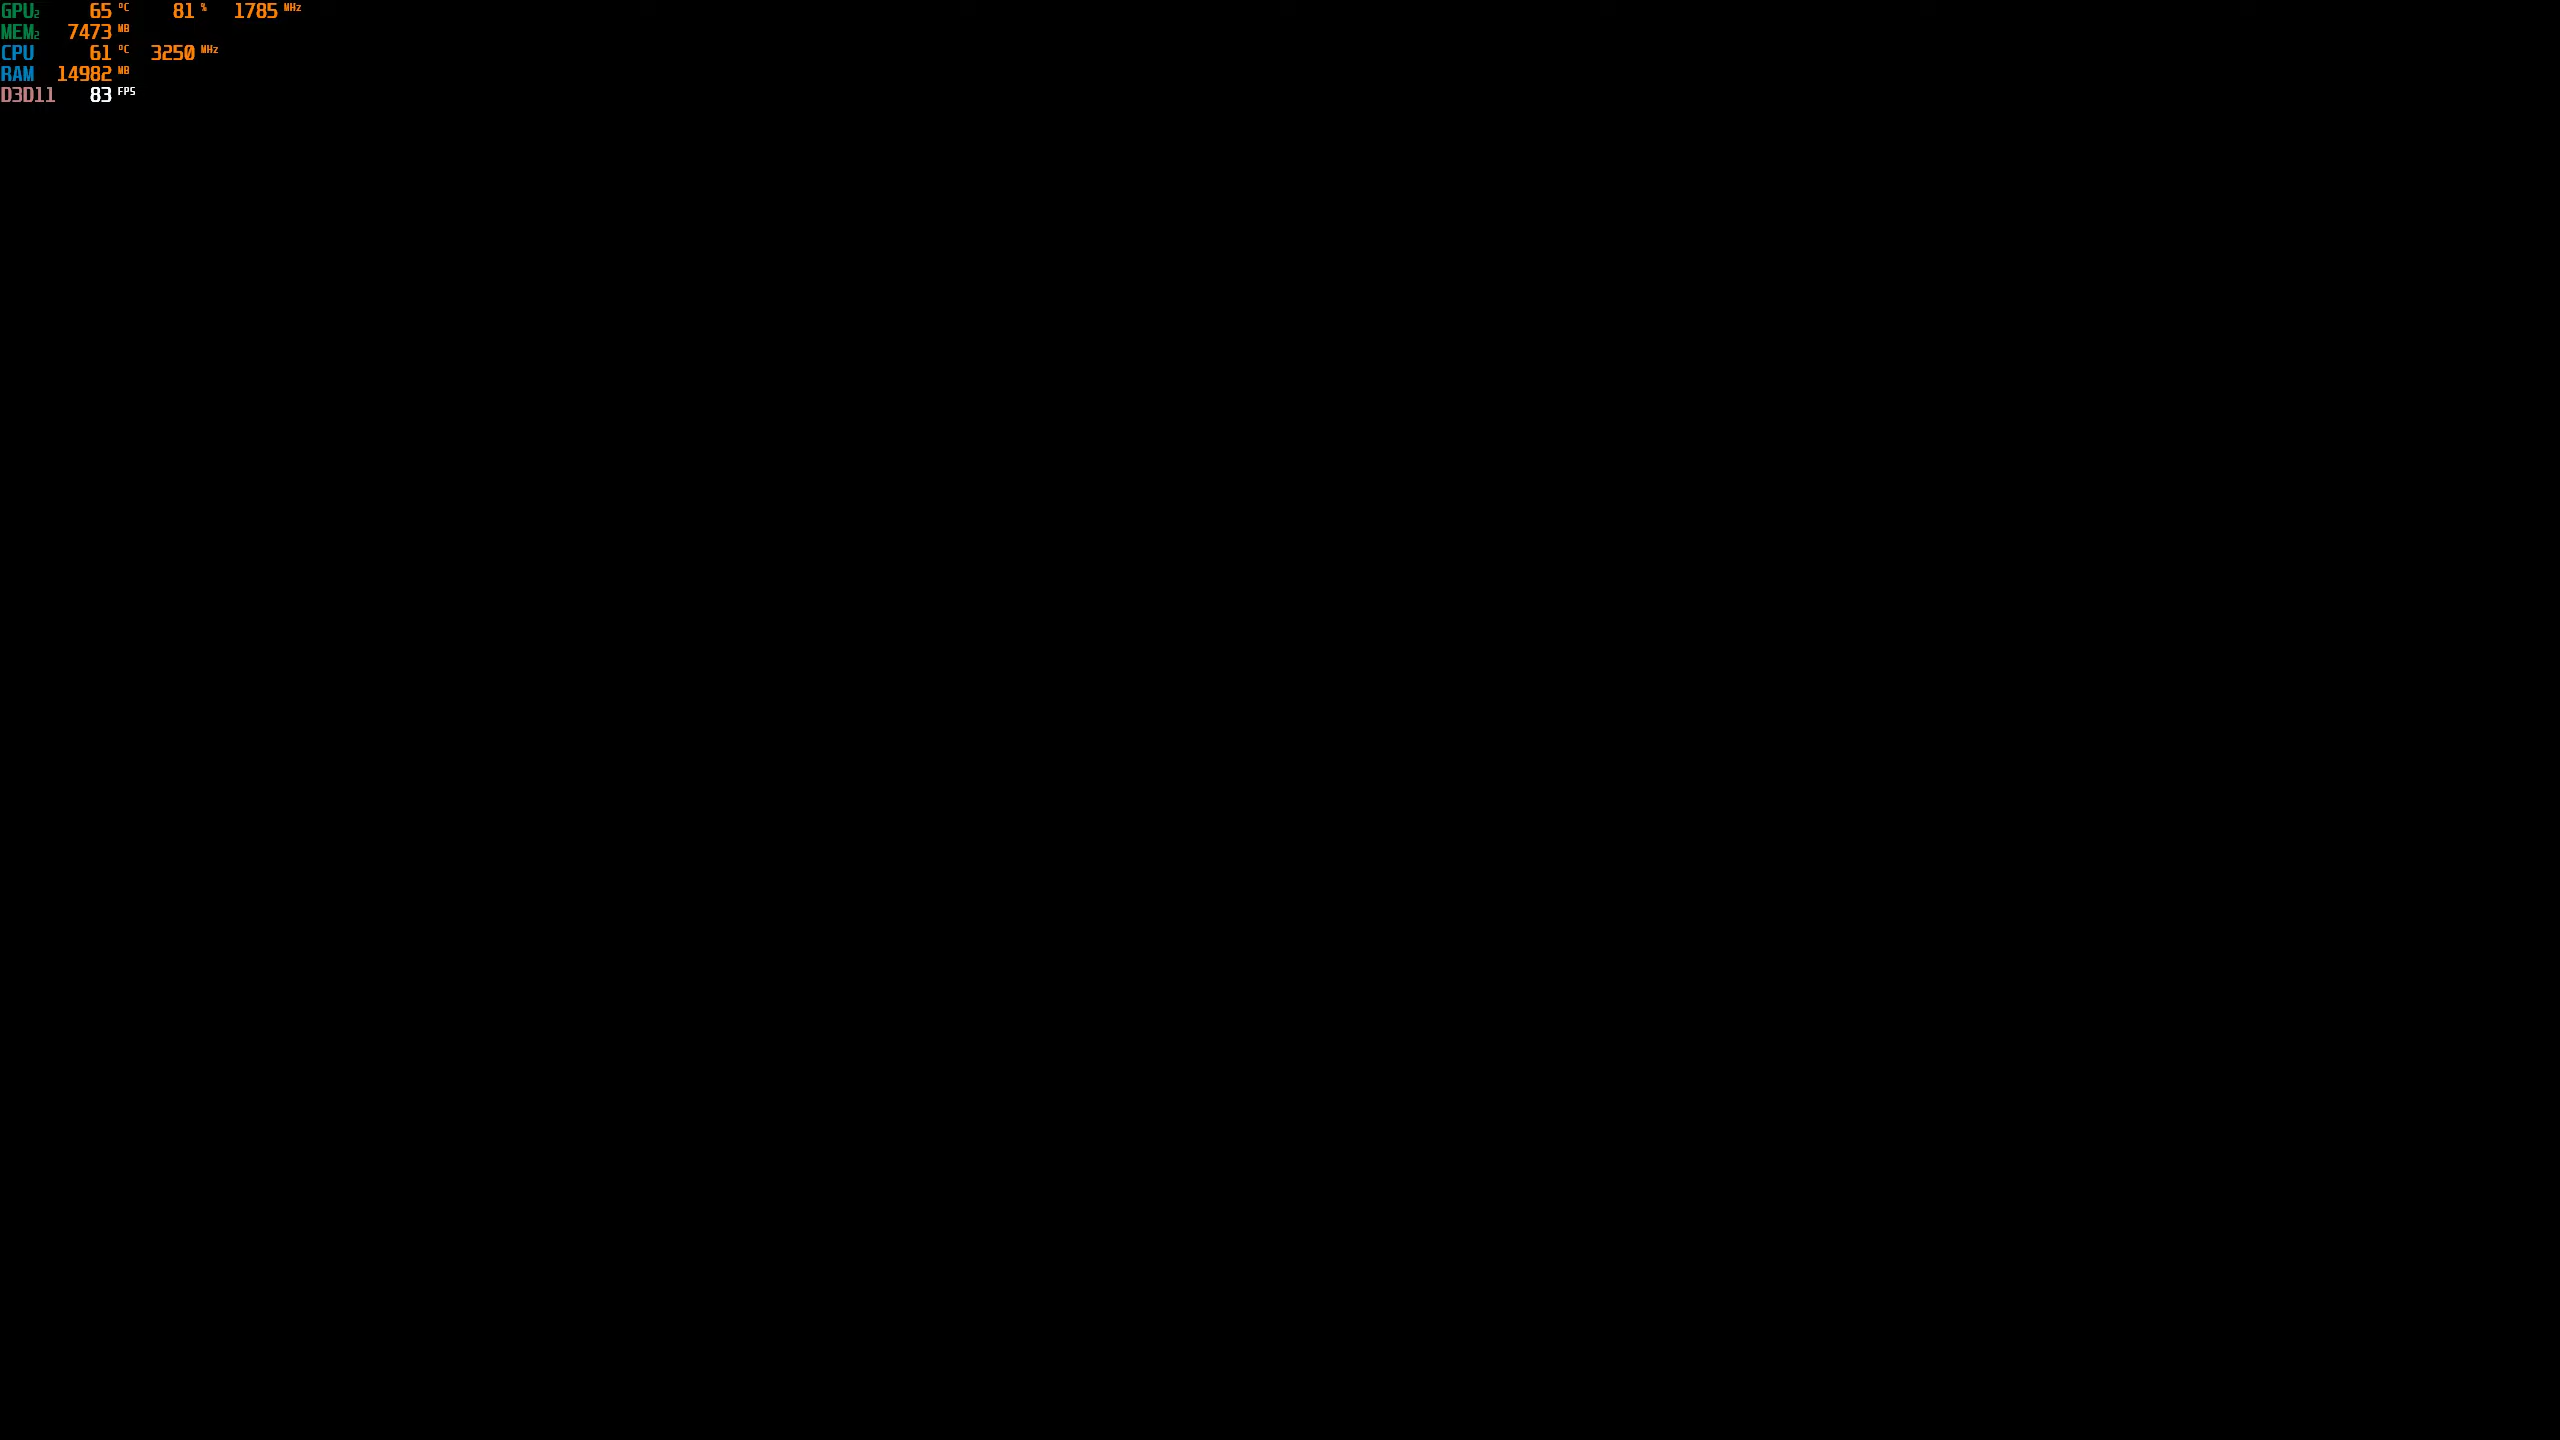 GPU₂ 65 °C 81 % 1785 MHz
MEM₂ 7473 MB
CPU 61 °C 3250 MHz
RAM 14982 MB
D3D11 83 FPS